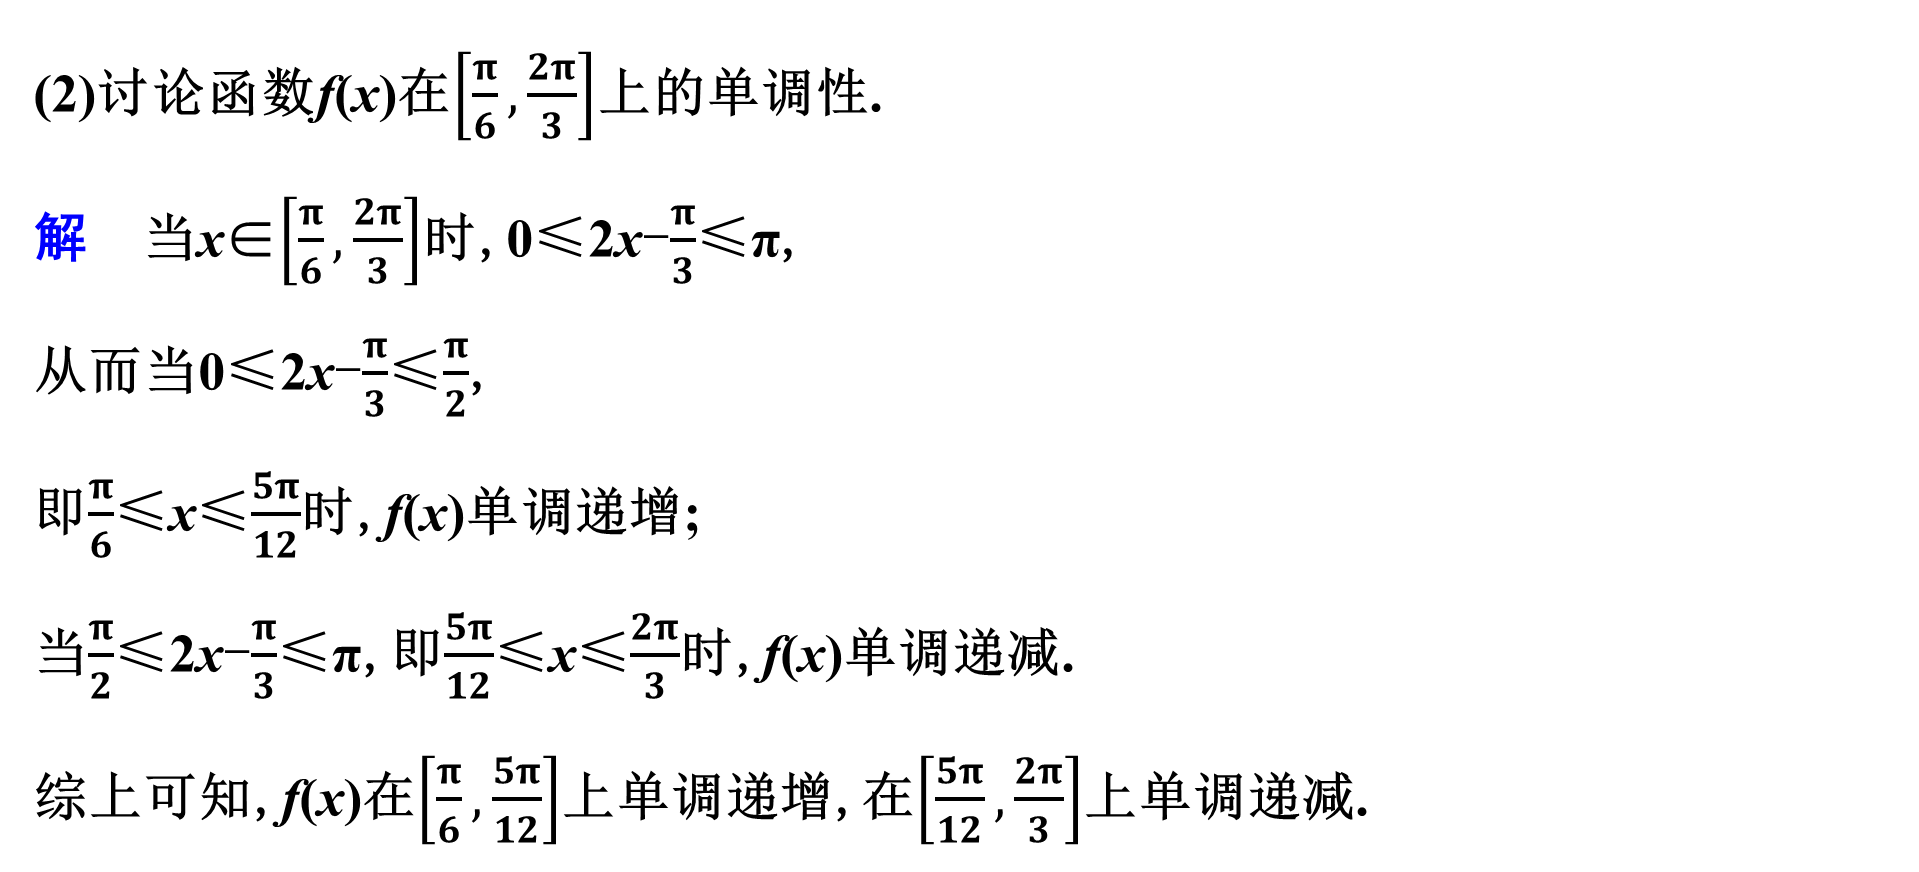 (2)讨论函数f(x)在[π/6, 2π/3]上的单调性.
解 当x∈[π/6, 2π/3]时, 0≤2x−π/3≤π,
从而当0≤2x−π/3≤π/2,
即π/6≤x≤5π/12时, f(x)单调递增;
当π/2≤2x−π/3≤π, 即5π/12≤x≤2π/3时, f(x)单调递减.
综上可知, f(x)在[π/6, 5π/12]上单调递增, 在[5π/12, 2π/3]上单调递减.